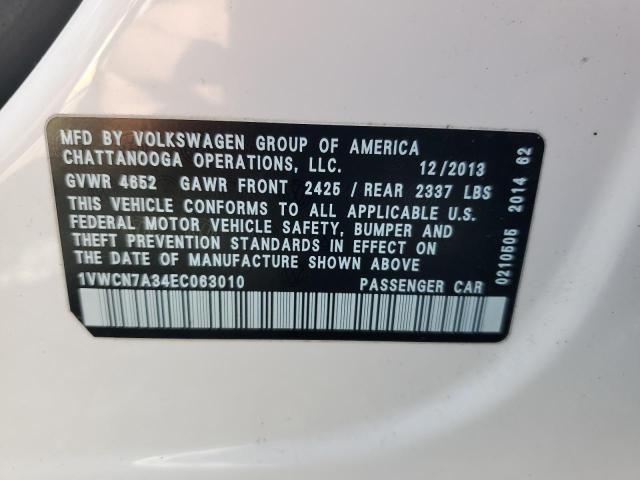 MFD BY VOLKSWAGEN GROUP OF AMERICA
CHATTANOOGA OPERATIONS, LLC. 12/2013
GVWR 4652 GAWR FRONT 2425 / REAR 2337 LBS
THIS VEHICLE CONFORMS TO ALL APPLICABLE U.S.
FEDERAL MOTOR VEHICLE SAFETY, BUMPER AND
THEFT PREVENTION STANDARDS IN EFFECT ON
THE DATE OF MANUFACTURE SHOWN ABOVE.
1VWCN7A34EC063010 PASSENGER CAR
0210505 2014 62